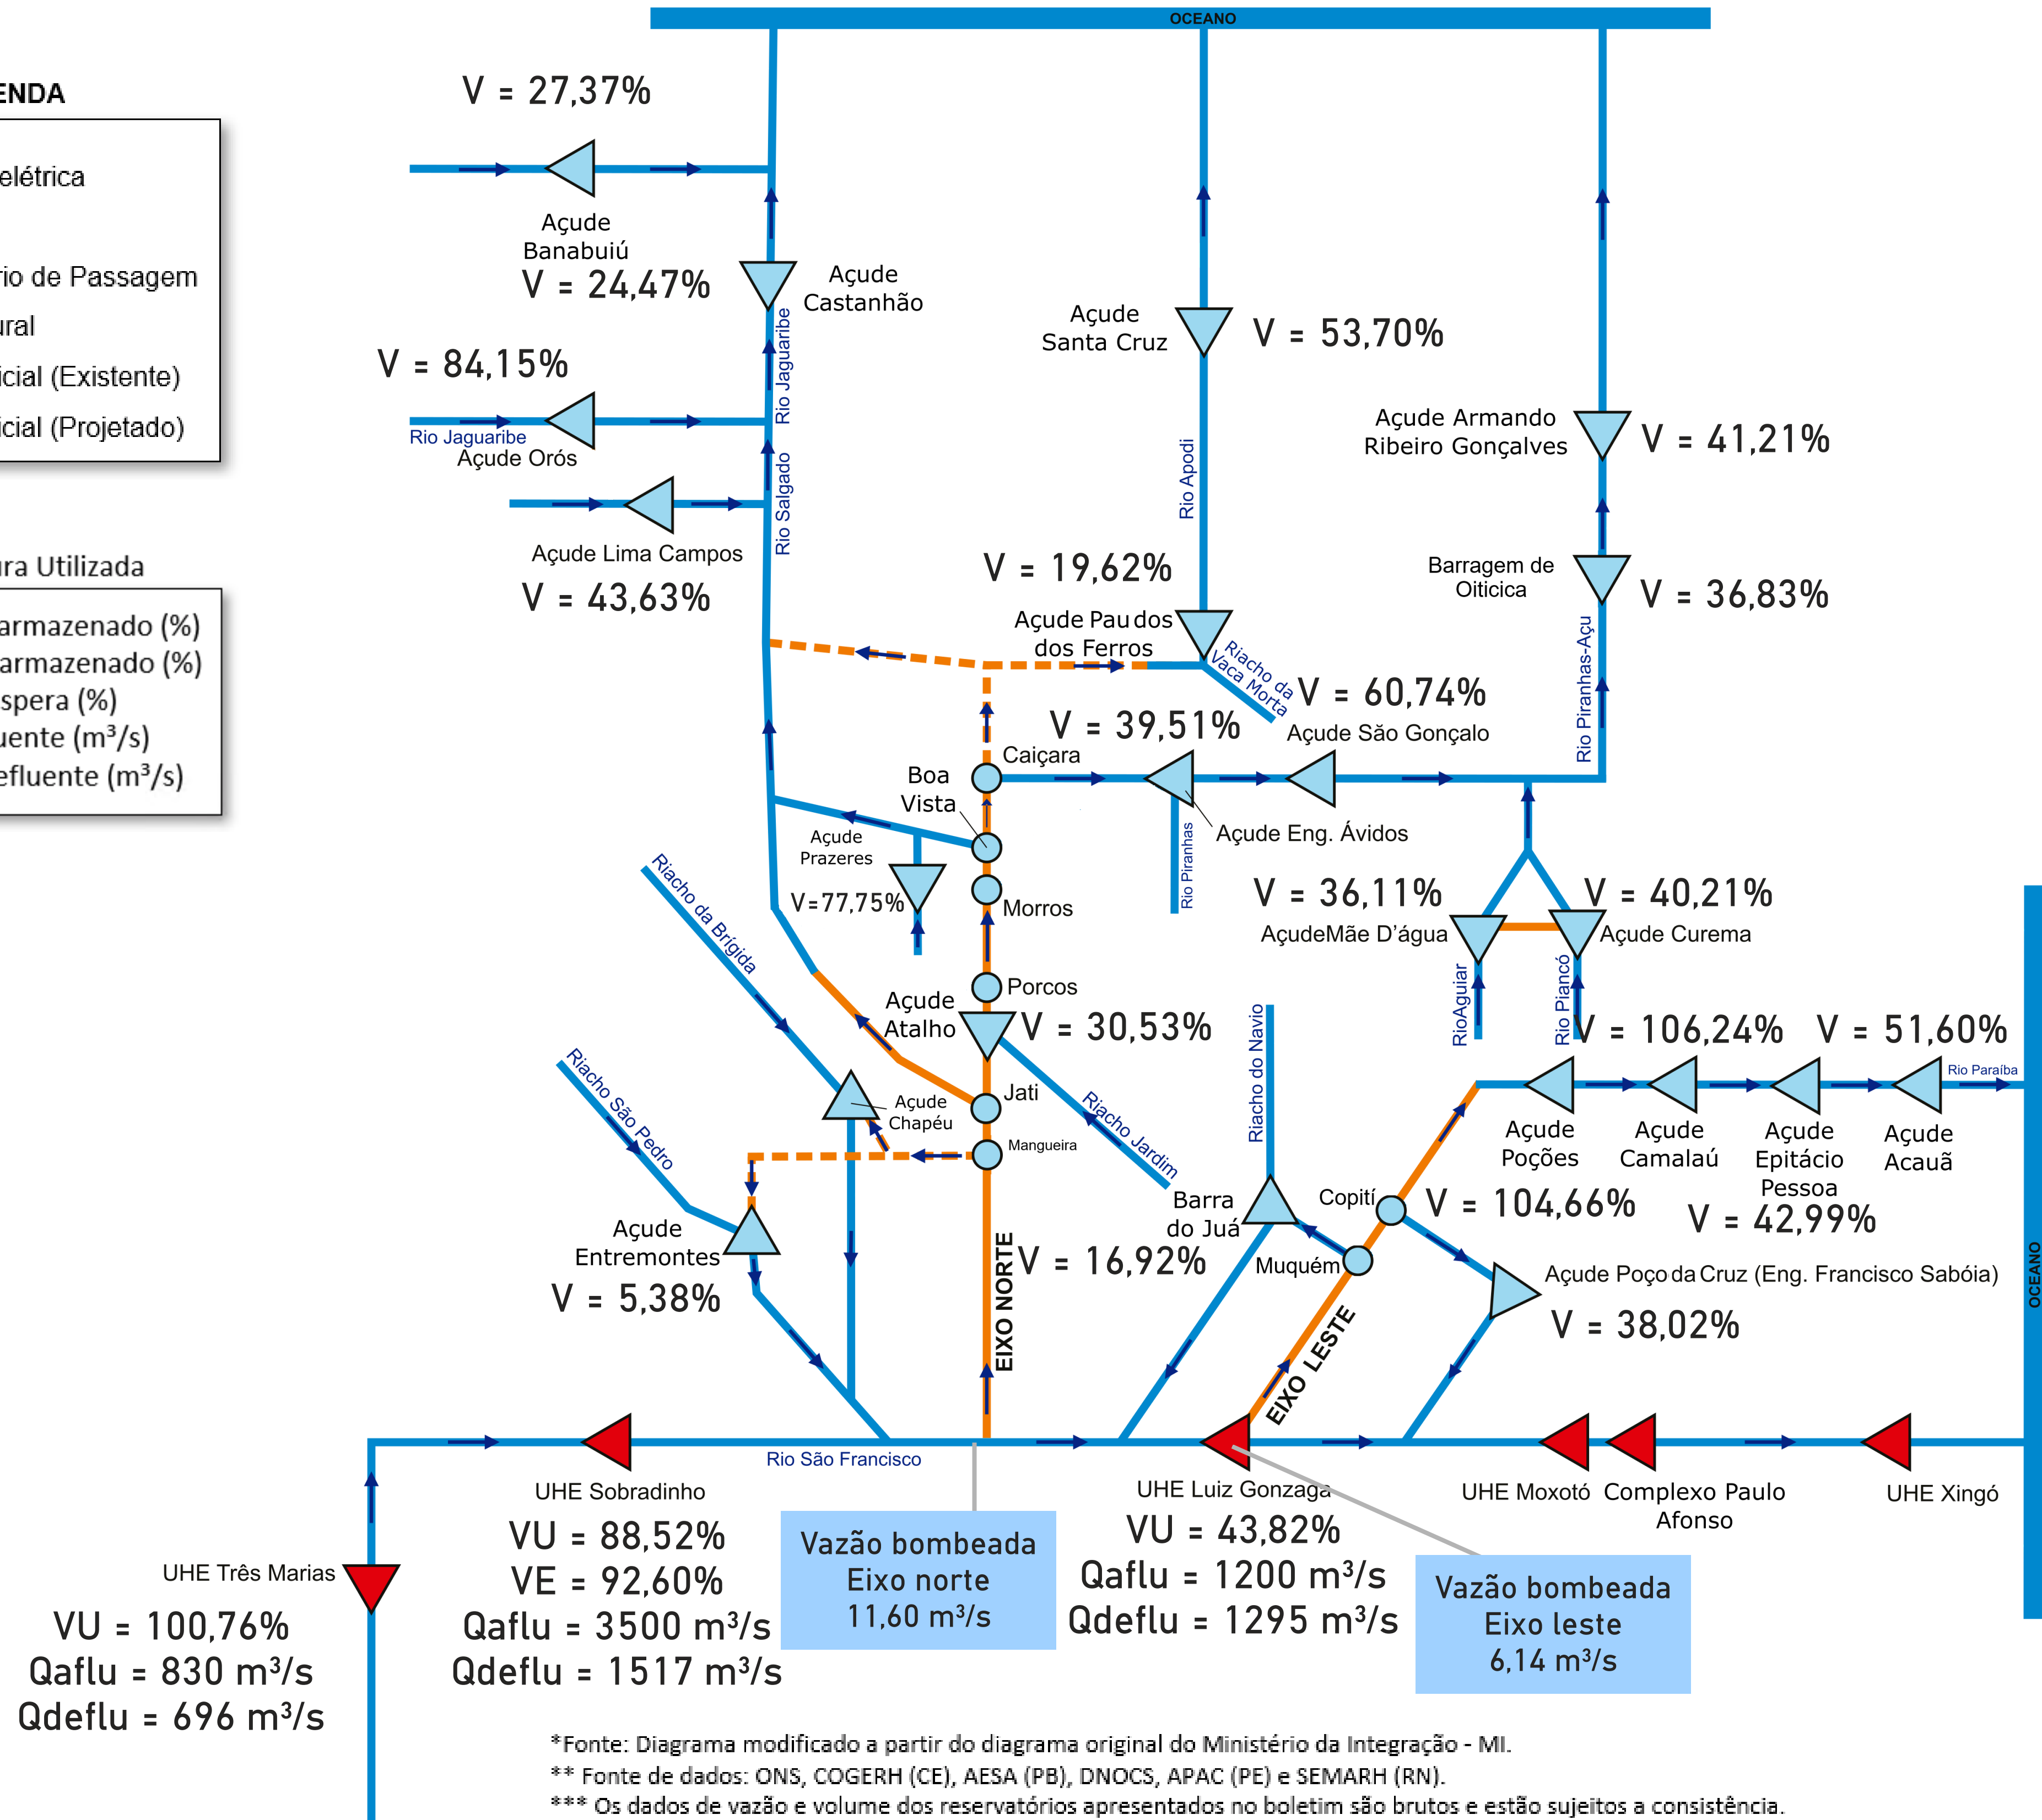 OCEANO
V = 27,37%
ENDA
elétrica
rio de Passagem
ural
icial (Existente)
icial (Projetado)
Açude
Banabuiú
V = 24,47%
Açude
Castanhão
Rio Jaguaribe
Açude
Santa Cruz
V = 53,70%
V = 84,15%
Rio Jaguaribe
Açude Orós
Rio Salgado
Rio Apodi
Açude Armando
Ribeiro Gonçalves
V = 41,21%
Açude Lima Campos
V = 43,63%
V = 19,62%
Açude Pau dos
dos Ferros
Riacho da
Vaca Morta
Barragem de
Oiticica
V = 36,83%
Rio Piranhas-Açu
ura Utilizada
armazenado (%)
armazenado (%)
spera (%)
uente (m³/s)
efluente (m³/s)
V = 60,74%
Açude São Gonçalo
V = 39,51%
Caiçara
Boa
Vista
Açude Eng. Ávidos
Rio Piranhas
Açude
Prazeres
V=77,75%
Morros
Riacho da Brígida
V = 36,11%
AçudeMãe D'água
V = 40,21%
Açude Curema
RioAguiar
Rio Piancó
Porcos
Açude
Atalho
V = 30,53%
V = 106,24%
V = 51,60%
Rio Paraíba
Riacho São Pedro
Riacho do Navio
Jati
Açude
Chapéu
Riacho Jardim
Mangueira
Açude
Poções
Açude
Camalaú
Açude
Epitácio
Pessoa
Açude
Acauã
V = 104,66%
V = 42,99%
Copití
Barra
do Juá
V = 16,92%
Muquém
Açude
Entremontes
V = 5,38%
EIXO NORTE
EIXO LESTE
Açude Poço da Cruz (Eng. Francisco Sabóia)
V = 38,02%
OCEANO
Rio São Francisco
UHE Sobradinho
VU = 88,52%
VE = 92,60%
Qaflu = 3500 m³/s
Qdeflu = 1517 m³/s
Vazão bombeada
Eixo norte
11,60 m³/s
UHE Luiz Gonzaga
VU = 43,82%
Qaflu = 1200 m³/s
Qdeflu = 1295 m³/s
Vazão bombeada
Eixo leste
6,14 m³/s
UHE Moxotó
Complexo Paulo
Afonso
UHE Xingó
UHE Três Marias
VU = 100,76%
Qaflu = 830 m³/s
Qdeflu = 696 m³/s
*Fonte: Diagrama modificado a partir do diagrama original do Ministério da Integração - MI.
** Fonte de dados: ONS, COGERH (CE), AESA (PB), DNOCS, APAC (PE) e SEMARH (RN).
*** Os dados de vazão e volume dos reservatórios apresentados no boletim são brutos e estão sujeitos a consistência.